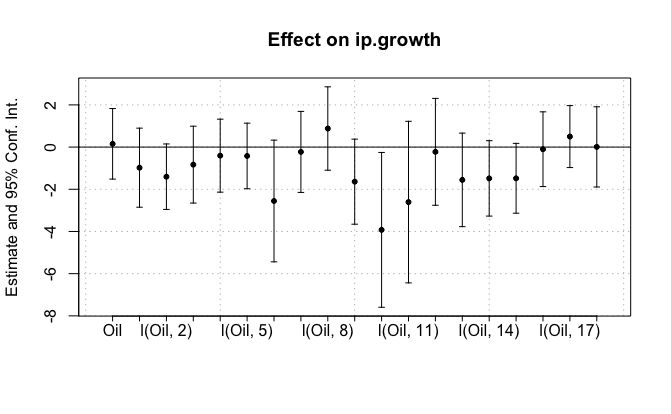 Effect on ip.growth
Estimate and 95% Conf. Int.
2
0
-2
-4
-6
-8
Oil l(Oil, 2) l(Oil, 5) l(Oil, 8) l(Oil, 11) l(Oil, 14) l(Oil, 17)